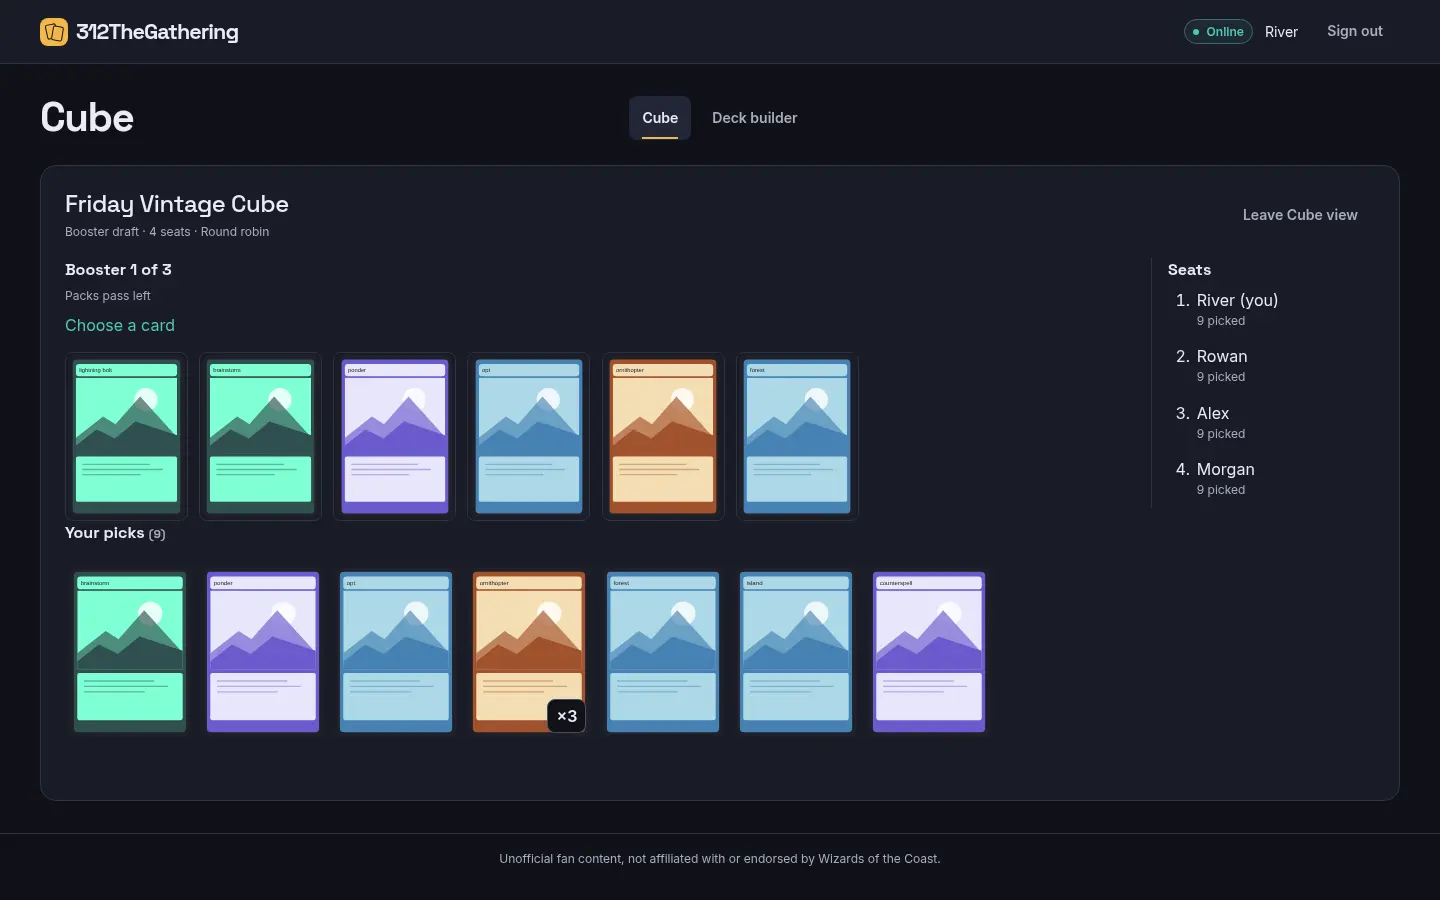 312TheGathering
Online
River
Sign out
Cube
Cube
Deck builder
Friday Vintage Cube
Booster draft · 4 seats · Round robin
Leave Cube view
Booster 1 of 3
Packs pass left
Choose a card
lightning bolt
brainstorm
ponder
opt
ornithopter
forest
Seats
1. River (you)
9 picked
2. Rowan
9 picked
3. Alex
9 picked
4. Morgan
9 picked
Your picks (9)
brainstorm
ponder
opt
ornithopter
forest
island
counterspell
×3
Unofficial fan content, not affiliated with or endorsed by Wizards of the Coast.